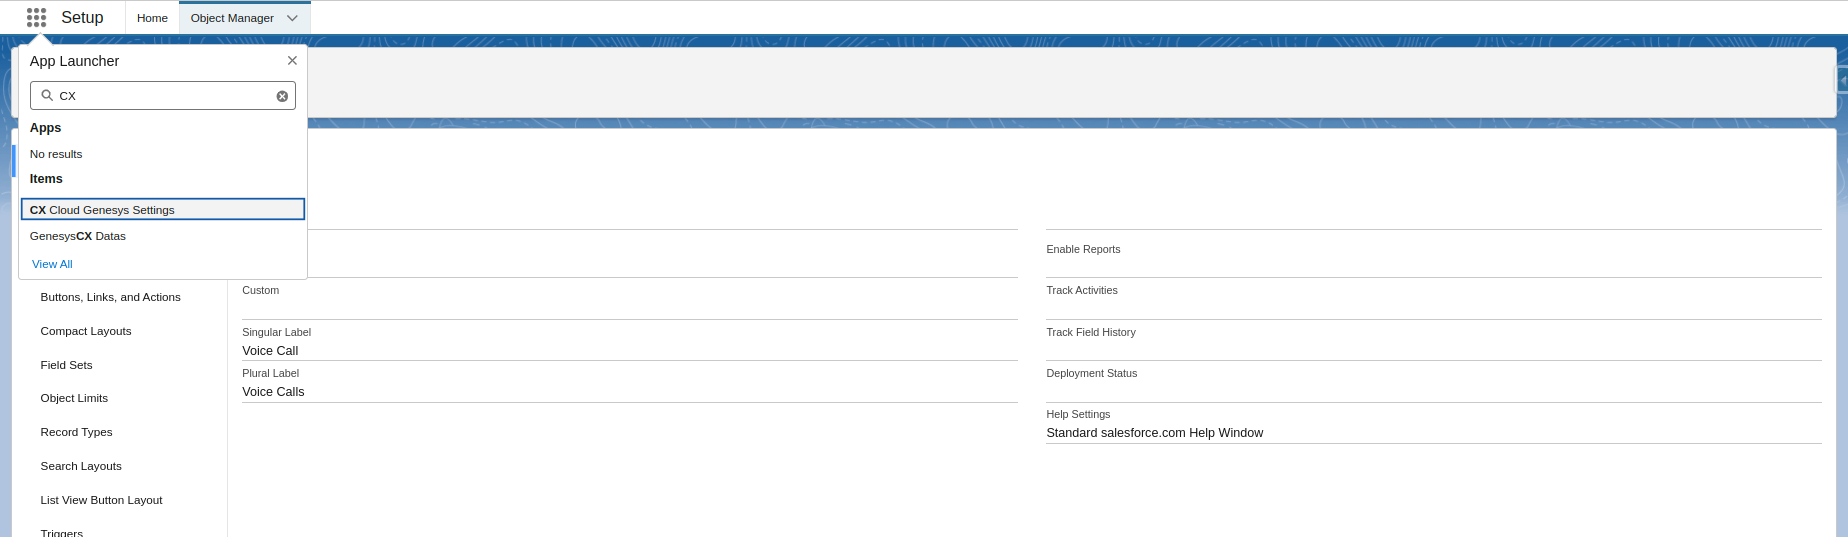 Setup
Home
Object Manager
App Launcher
CX
Apps
No results
Items
CX Cloud Genesys Settings
GenesysCX Datas
View All
Buttons, Links, and Actions
Compact Layouts
Field Sets
Object Limits
Record Types
Search Layouts
List View Button Layout
Triggers
Custom
Singular Label
Voice Call
Plural Label
Voice Calls
Enable Reports
Track Activities
Track Field History
Deployment Status
Help Settings
Standard salesforce.com Help Window